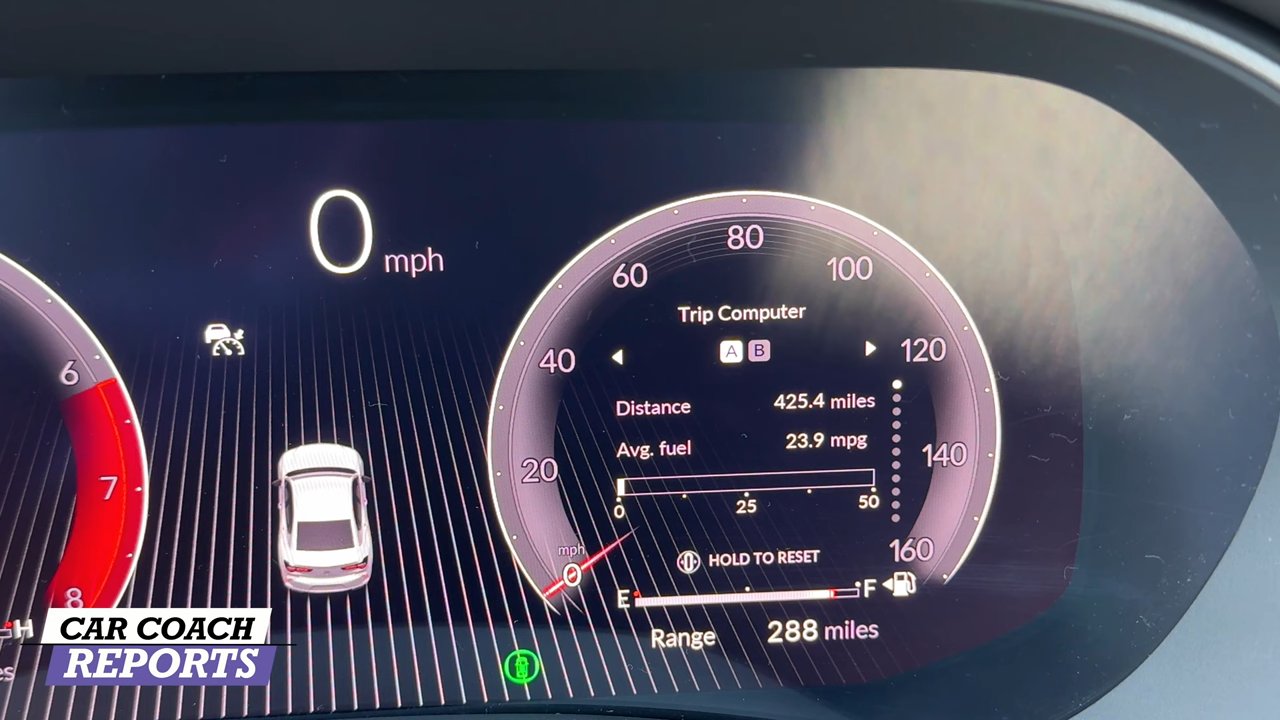 0 mph
80
60
100
Trip Computer
A B
40
120
6
Distance 425.4 miles
Avg. fuel 23.9 mpg
20
140
7
0 25 50
mph
0
HOLD TO RESET
160
8
E F
H
Range 288 miles
CAR COACH
REPORTS